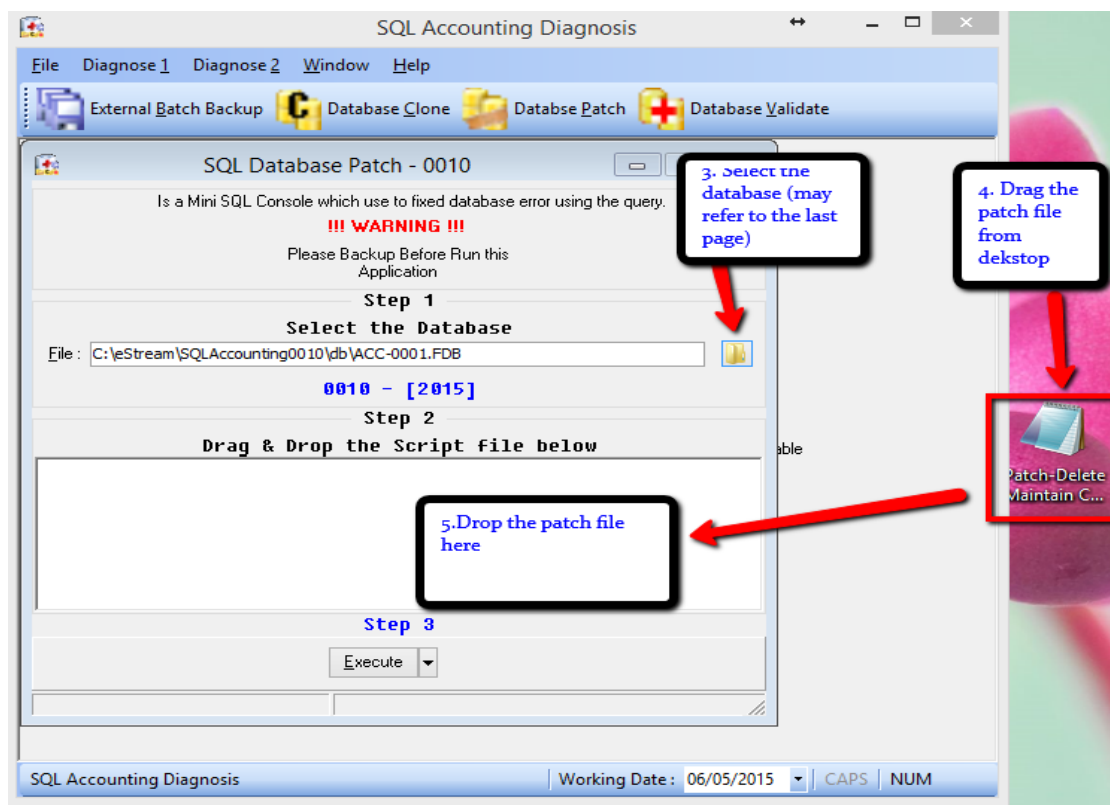 SQL Accounting Diagnosis
File Diagnose 1 Diagnose 2 Window Help
External Batch Backup Database Clone Databse Patch Database Validate
SQL Database Patch - 0010
Is a Mini SQL Console which use to fixed database error using the query.
!!! WARNING !!!
Please Backup Before Run this
Application
Step 1
Select the Database
File : C:\eStream\SQLAccounting0010\db\ACC-0001.FDB
0010 - [2015]
Step 2
Drag & Drop the Script file below
Step 3
Execute
3. Select the
database (may
refer to the last
page)
4. Drag the
patch file
from
dekstop
5.Drop the patch file
here
Patch-Delete
Maintain C...
SQL Accounting Diagnosis Working Date : 06/05/2015 CAPS NUM